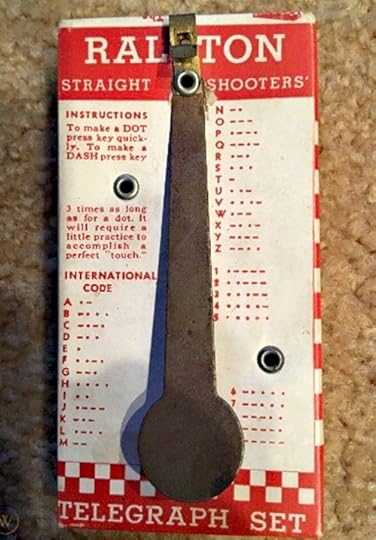 RALSTON
STRAIGHT SHOOTERS'
INSTRUCTIONS
To make a DOT
press key quick-
ly. To make a
DASH press key
3 times as long
as for a dot. It
will require a
little practice to
accomplish a
perfect "touch."
INTERNATIONAL
CODE
A
B
C
D
E
F
G
H
I
J
K
L
M
N
O
P
Q
R
S
T
U
V
W
X
Y
Z
1
2
3
4
5
6
7
TELEGRAPH SET